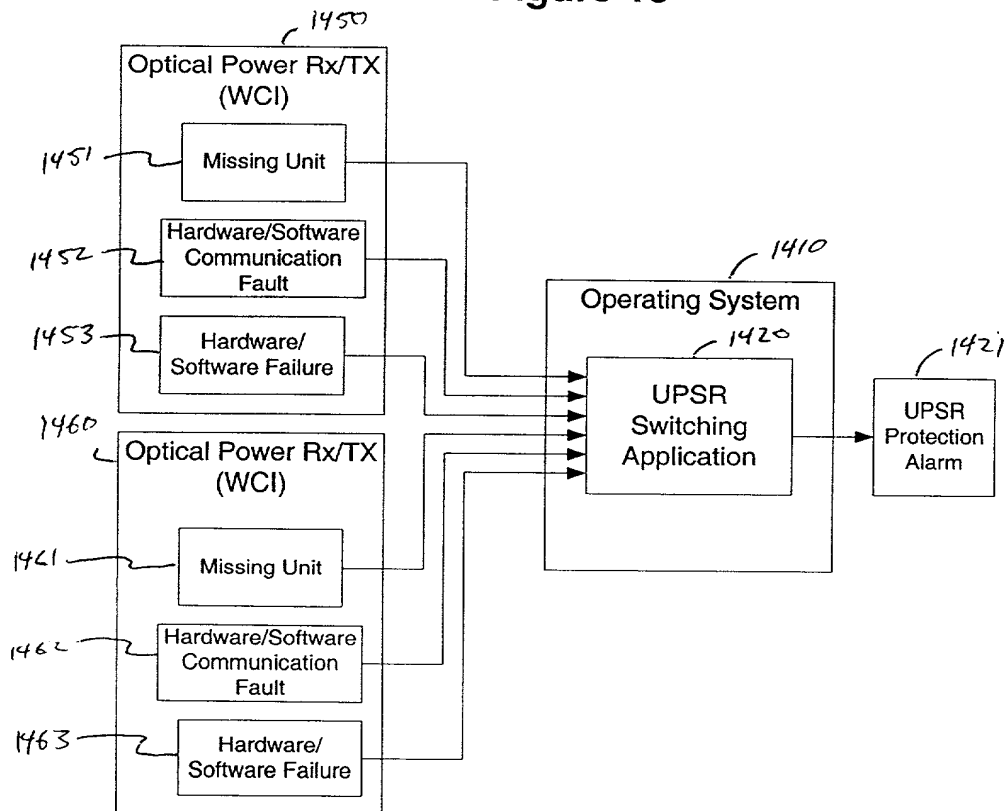 1450
Optical Power Rx/TX
(WCI)
1451
Missing Unit
1452
Hardware/Software
Communication
Fault
1453
Hardware/
Software Failure
1460
Optical Power Rx/TX
(WCI)
1461
Missing Unit
1462
Hardware/Software
Communication
Fault
1463
Hardware/
Software Failure
1410
Operating System
1420
UPSR
Switching
Application
1421
UPSR
Protection
Alarm